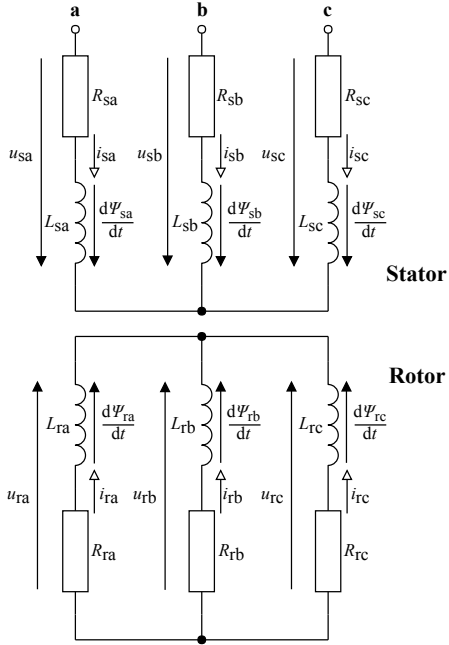 a b c
R_sa R_sb R_sc
i_sa i_sb i_sc
u_sa u_sb u_sc
L_sa dΨ_sa/dt L_sb dΨ_sb/dt L_sc dΨ_sc/dt
Stator
Rotor
L_ra dΨ_ra/dt L_rb dΨ_rb/dt L_rc dΨ_rc/dt
u_ra i_ra u_rb i_rb u_rc i_rc
R_ra R_rb R_rc